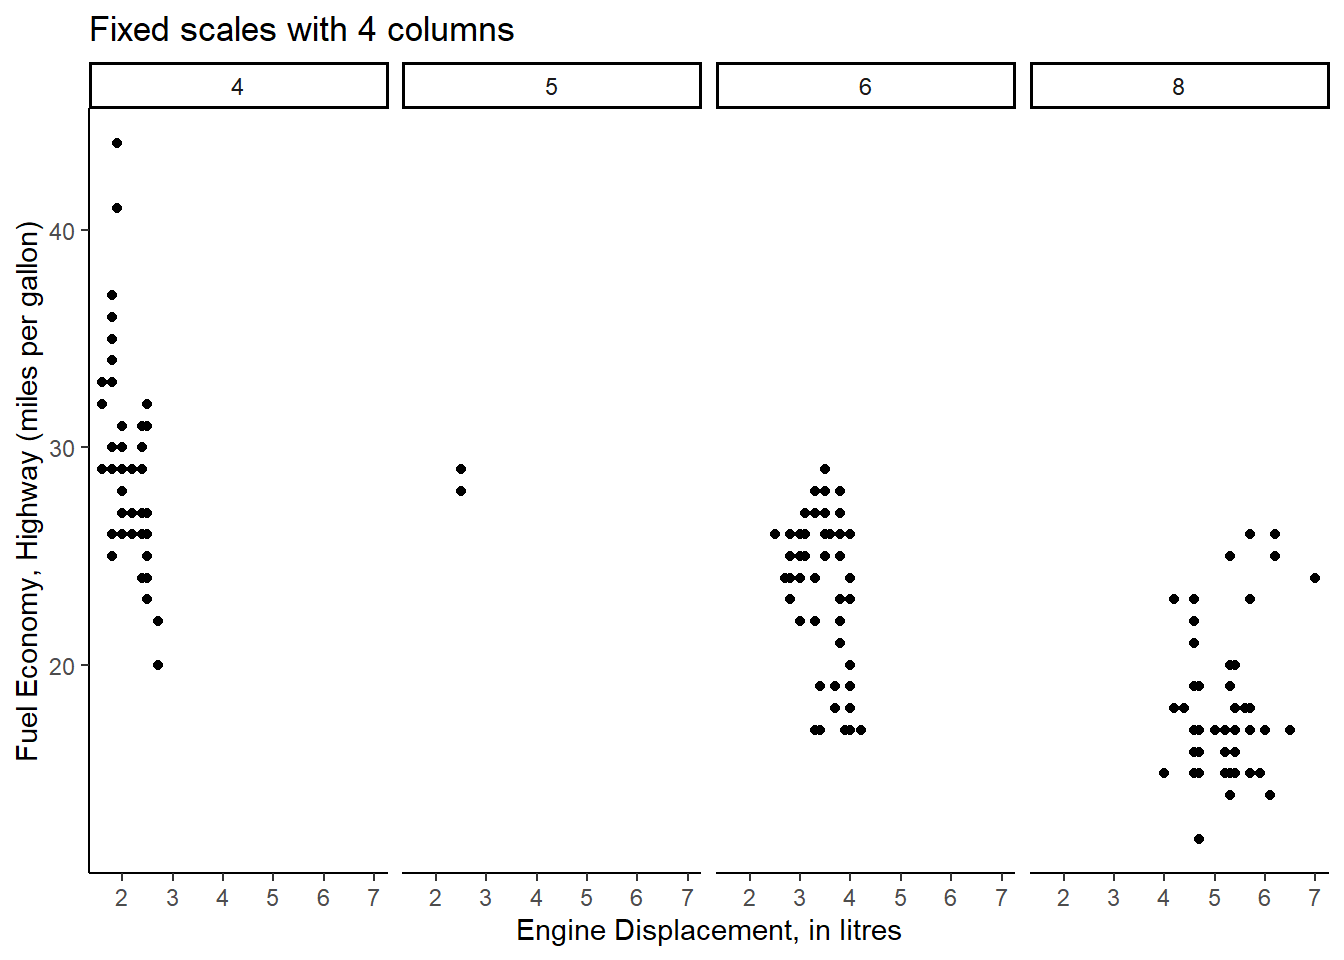 Fixed scales with 4 columns
4 5 6 8
Fuel Economy, Highway (miles per gallon)
40
30
20
2 3 4 5 6 7 2 3 4 5 6 7 2 3 4 5 6 7 2 3 4 5 6 7
Engine Displacement, in litres